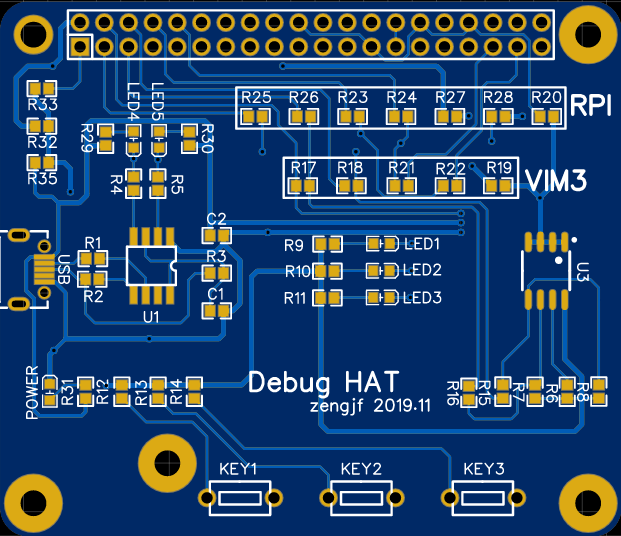 R33
R32
R35
R29
LED4
LED5
R30
R4
R5
R25 R26 R23 R24 R27 R28 R20 RPI
R17 R18 R21 R22 R19 VIM3
C2
R3
C1
USB
R1
R2
U1
R9 LED1
R10 LED2
R11 LED3
U3
POWER
R31
R12
R13
R14
Debug HAT
zengjf 2019.11
R16
R15
R7
R6
R8
KEY1 KEY2 KEY3